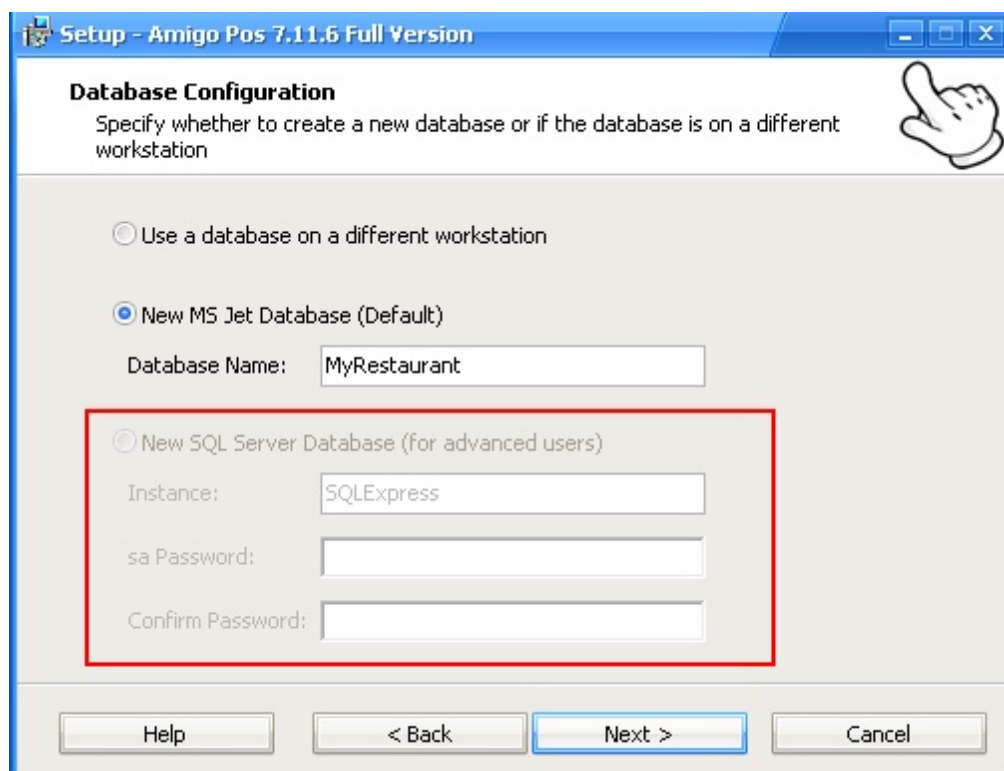 Setup - Amigo Pos 7.11.6 Full Version
Database Configuration
Specify whether to create a new database or if the database is on a different
workstation
Use a database on a different workstation
New MS Jet Database (Default)
Database Name: MyRestaurant
New SQL Server Database (for advanced users)
Instance: SQLExpress
sa Password:
Confirm Password:
Help < Back Next > Cancel